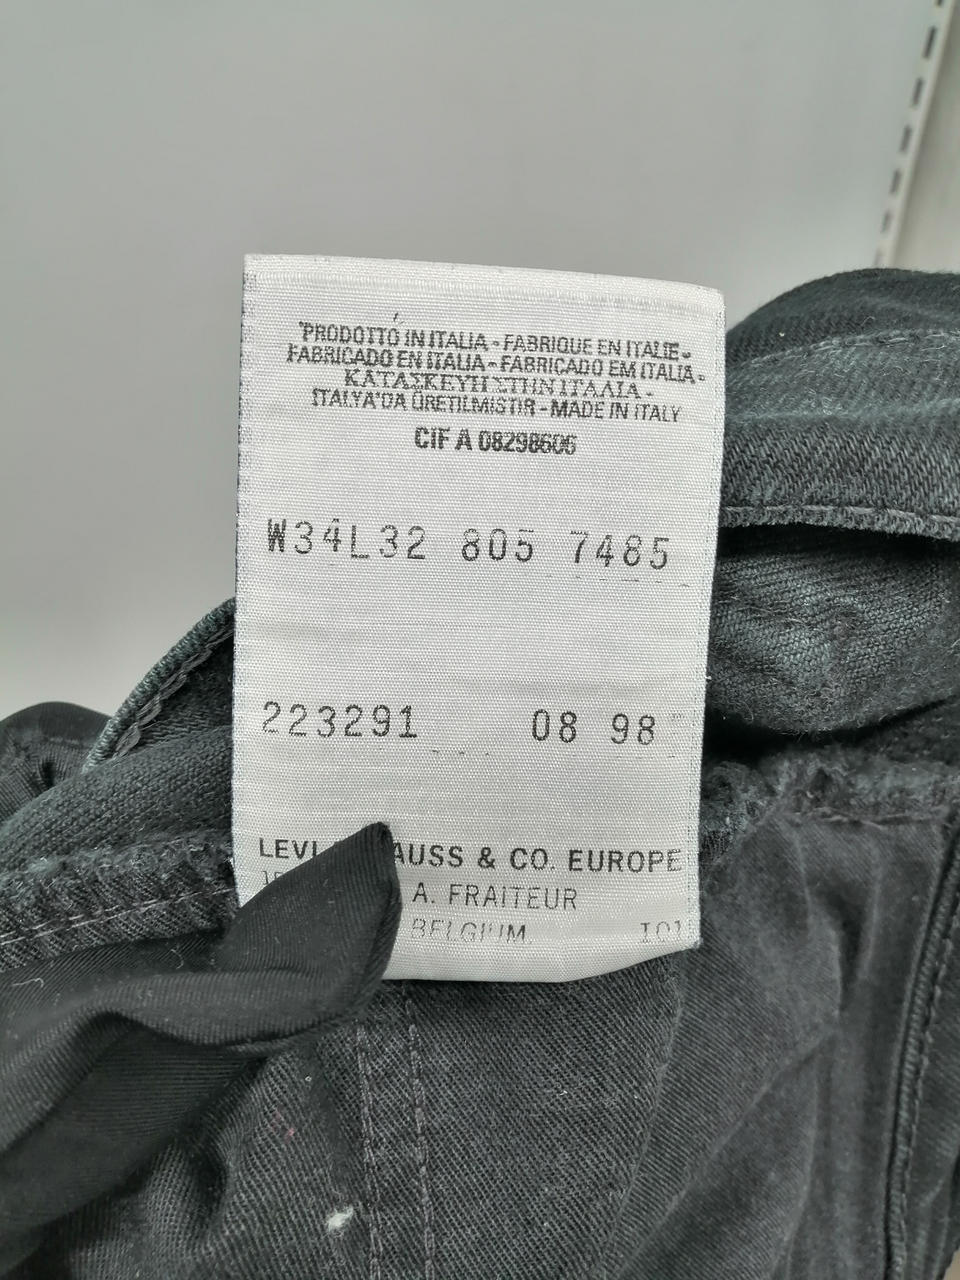 PRODOTTO IN ITALIA - FABRIQUE EN ITALIE -
FABRICADO EN ITALIA - FABRICADO EM ITALIA -
ΚΑΤΑΣΚΕΥΗ ΣΤΗΝ ΙΤΑΛΙΑ -
ITALYA'DA ÜRETILMISTIR - MADE IN ITALY
CIF A 08298606
W34L32 805 7485
223291 08 98
LEVI AUSS & CO. EUROPE
A. FRAITEUR
BELGIUM. I01